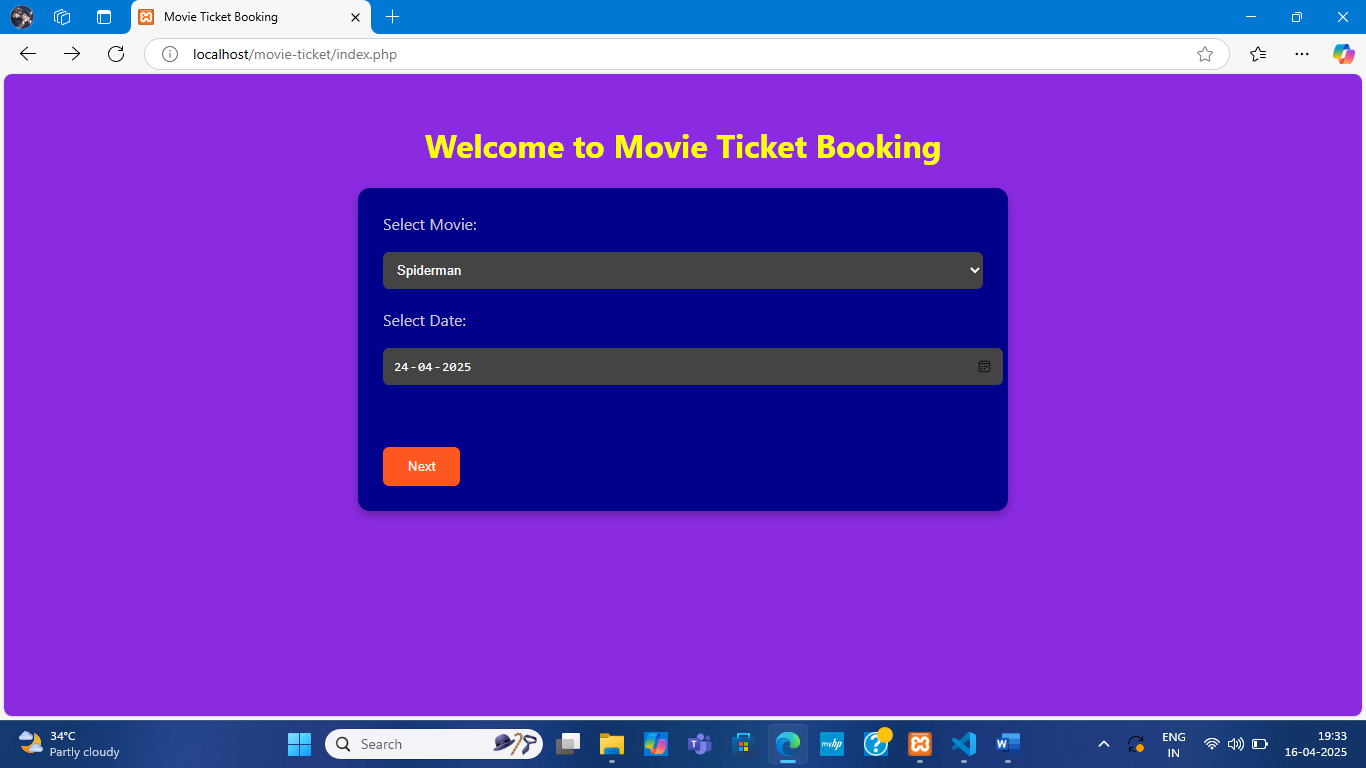 Movie Ticket Booking
localhost/movie-ticket/index.php
Welcome to Movie Ticket Booking
Select Movie:
Spiderman
Select Date:
24-04-2025
Next
34°C
Partly cloudy
Search
myhp
ENG
IN
19:33
16-04-2025